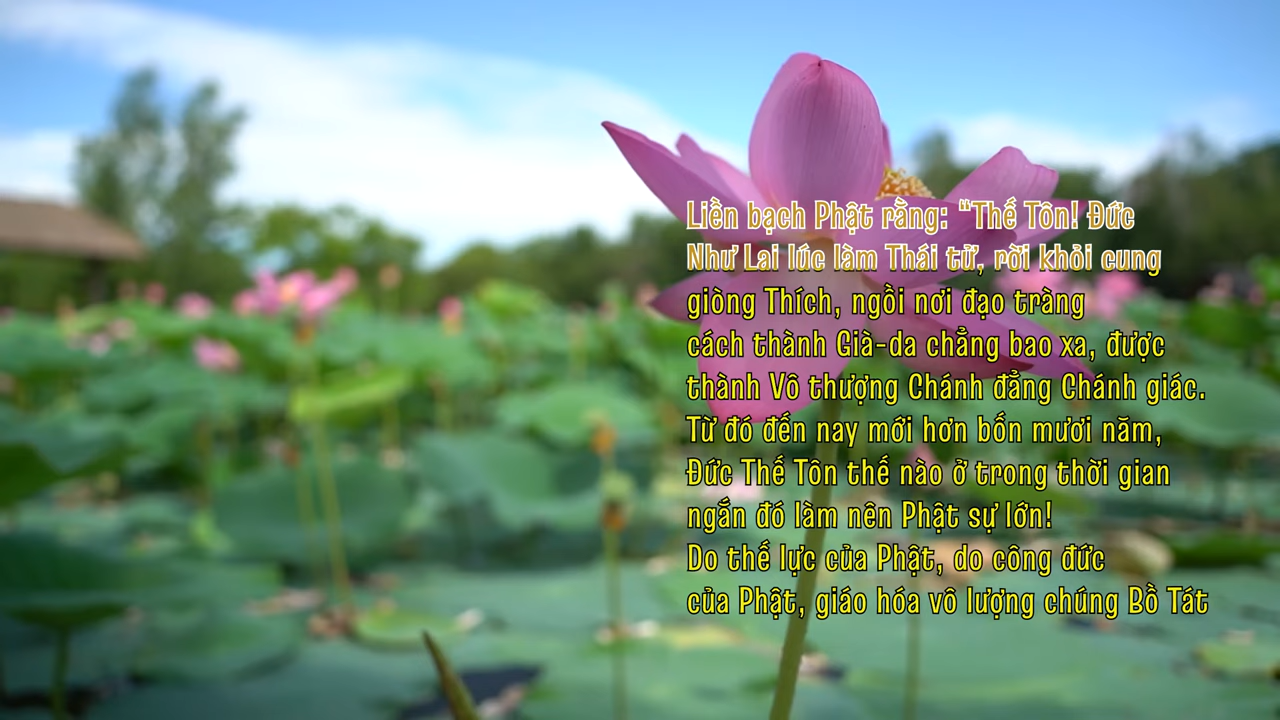 Liền bạch Phật rằng: "Thế Tôn! Đức
Như Lai lúc làm Thái tử, rời khỏi cung
giòng Thích, ngồi nơi đạo tràng
cách thành Già-da chẳng bao xa, được
thành Vô thượng Chánh đẳng Chánh giác.
Từ đó đến nay mới hơn bốn mươi năm,
Đức Thế Tôn thế nào ở trong thời gian
ngắn đó làm nên Phật sự lớn!
Do thế lực của Phật, do công đức
của Phật, giáo hóa vô lượng chúng Bồ Tát